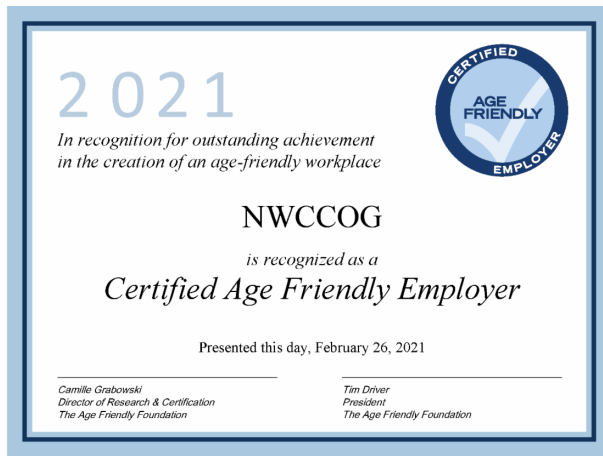 2021
In recognition for outstanding achievement
in the creation of an age-friendly workplace
CERTIFIED
AGE
FRIENDLY
EMPLOYER
NWCCOG
is recognized as a
Certified Age Friendly Employer
Presented this day, February 26, 2021
Camille Grabowski
Director of Research & Certification
The Age Friendly Foundation
Tim Driver
President
The Age Friendly Foundation